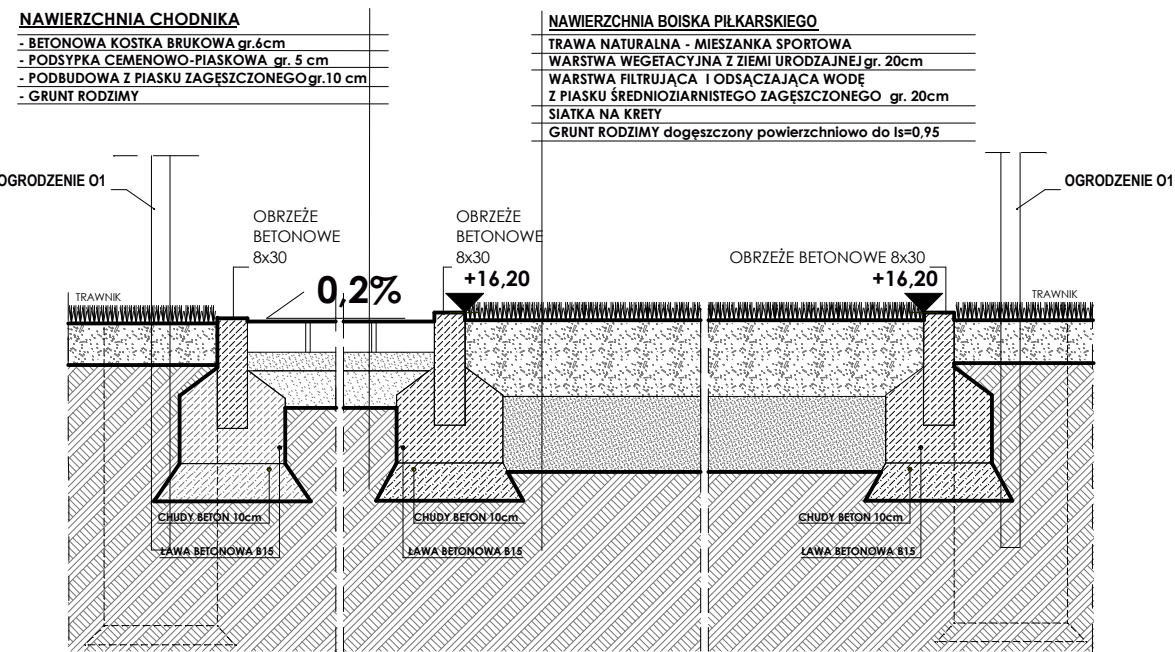 NAWIERZCHNIA CHODNIKA
- BETONOWA KOSTKA BRUKOWA gr.6cm
- PODSYPKA CEMENOWO-PIASKOWA gr. 5 cm
- PODBUDOWA Z PIASKU ZAGĘSZCZONEGO gr.10 cm
- GRUNT RODZIMY
NAWIERZCHNIA BOISKA PIŁKARSKIEGO
TRAWA NATURALNA - MIESZANKA SPORTOWA
WARSTWA WEGETACYJNA Z ZIEMI URODZAJNEJ gr. 20cm
WARSTWA FILTRUJĄCA I ODSĄCZAJĄCA WODĘ
Z PIASKU ŚREDNIOZIARNISTEGO ZAGĘSZCZONEGO gr. 20cm
SIATKA NA KRETY
GRUNT RODZIMY dogęszczony powierzchniowo do Is=0,95
OGRODZENIE O1
OGRODZENIE O1
OBRZEŻE
BETONOWE
8x30
OBRZEŻE
BETONOWE
8x30
+16,20
OBRZEŻE BETONOWE 8x30
+16,20
0,2%
TRAWNIK
TRAWNIK
CHUDY BETON 10cm
CHUDY BETON 10cm
CHUDY BETON 10cm
ŁAWA BETONOWA B15
ŁAWA BETONOWA B15
ŁAWA BETONOWA B15